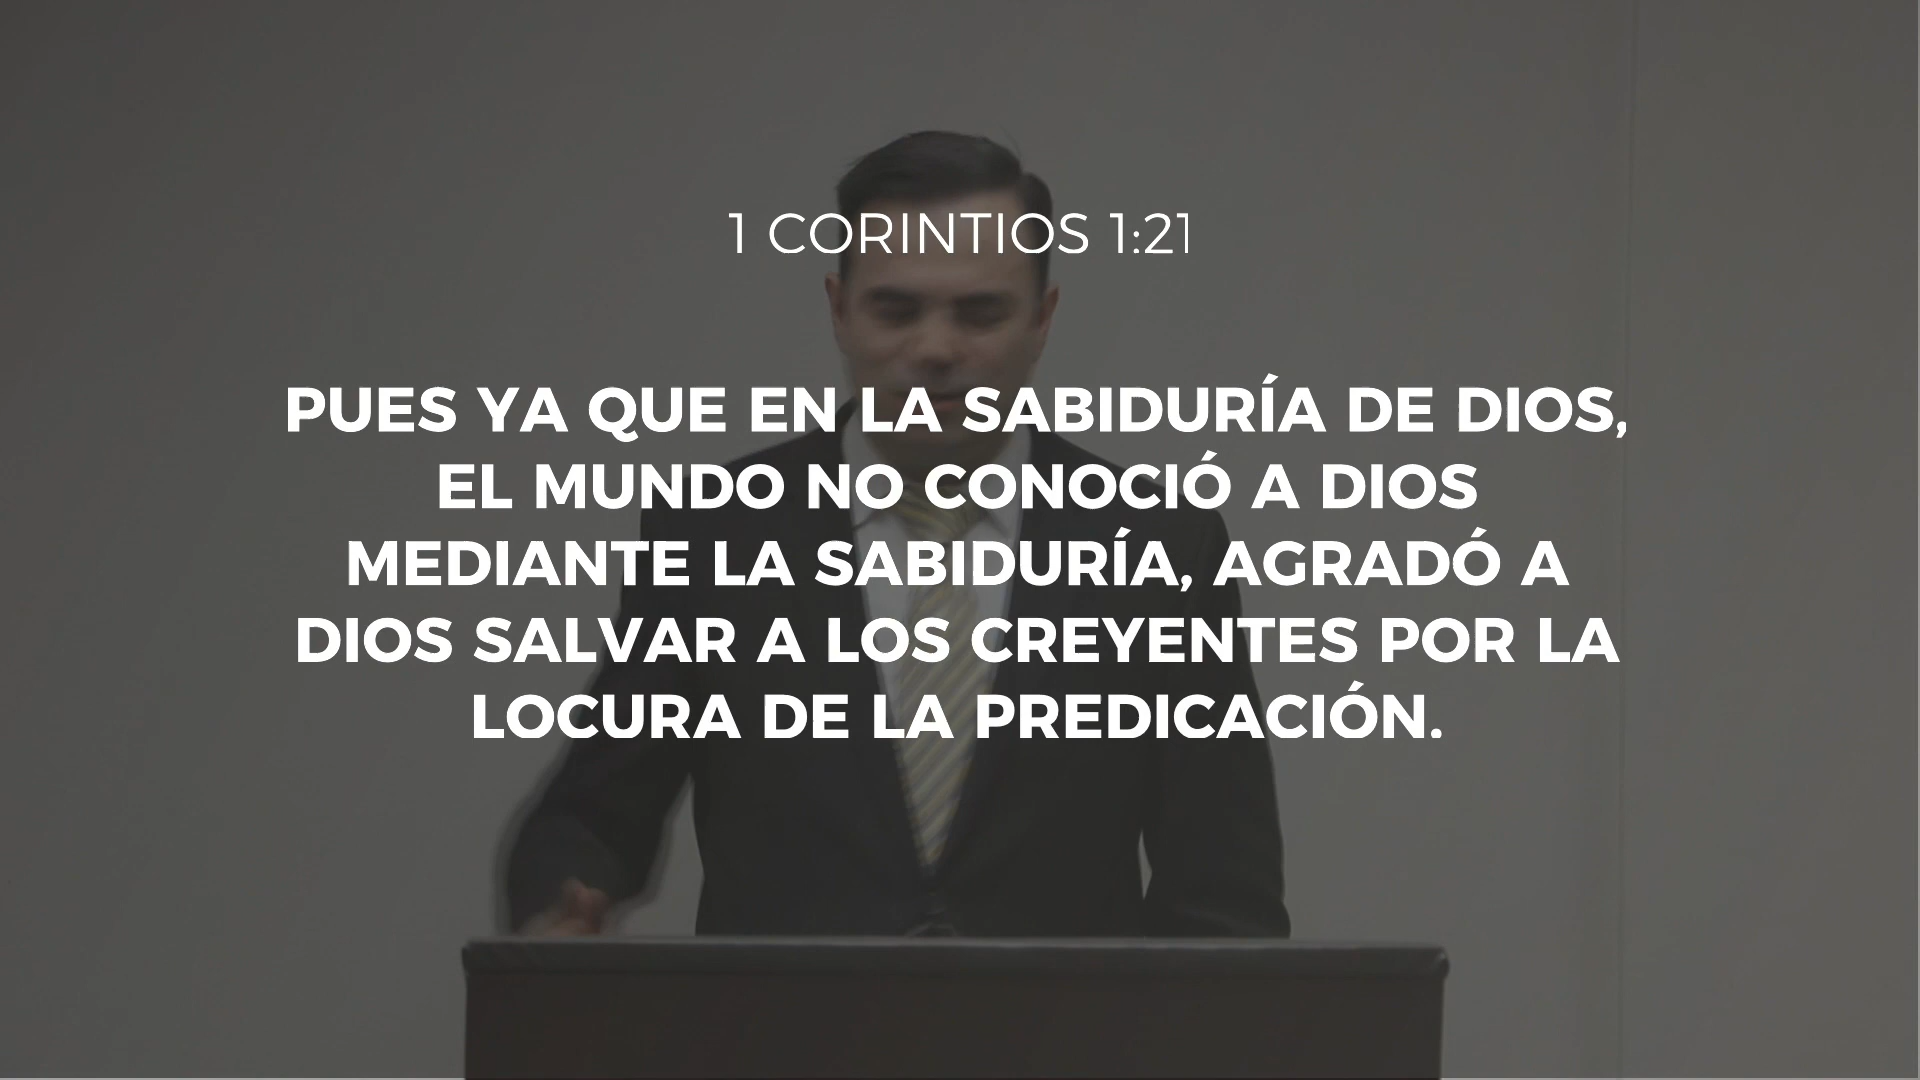 1 CORINTIOS 1:21
PUES YA QUE EN LA SABIDURÍA DE DIOS,
EL MUNDO NO CONOCIÓ A DIOS
MEDIANTE LA SABIDURÍA, AGRADÓ A
DIOS SALVAR A LOS CREYENTES POR LA
LOCURA DE LA PREDICACIÓN.